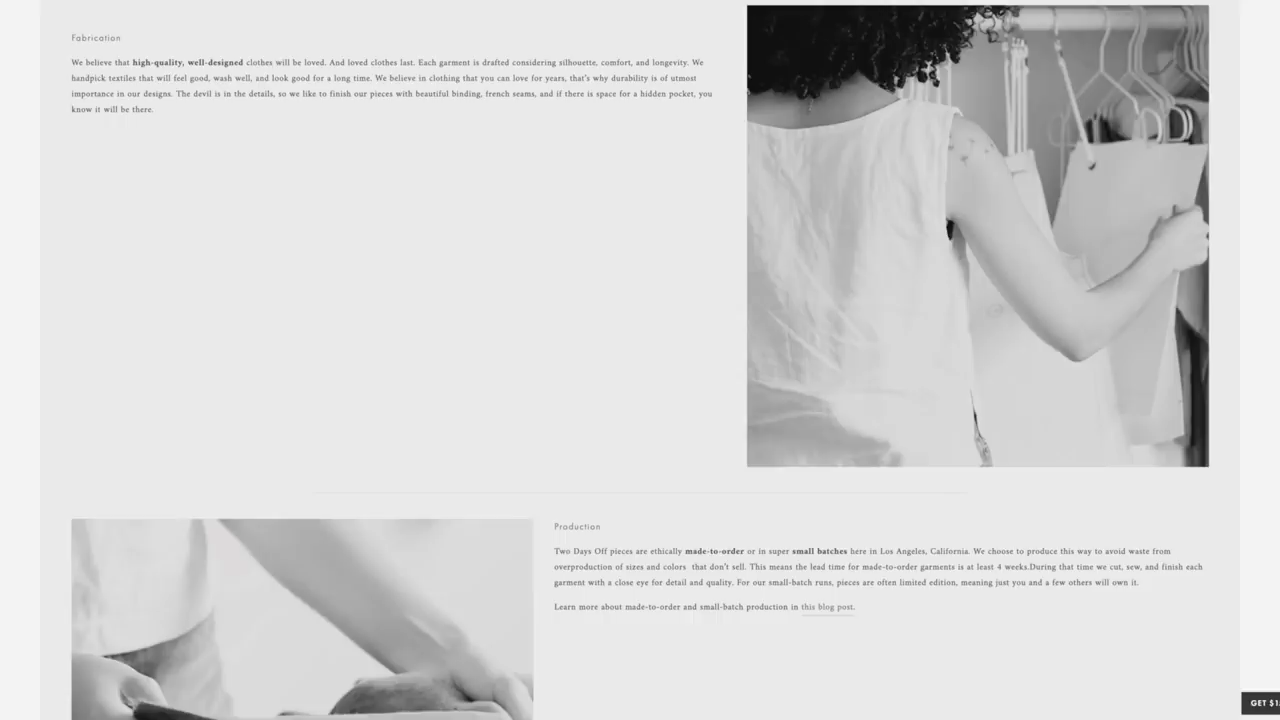 Fabrication
We believe that high-quality, well-designed clothes will be loved. And loved clothes last. Each garment is drafted considering silhouette, comfort, and longevity. We
handpick textiles that will feel good, wash well, and look good for a long time. We believe in clothing that you can love for years, that's why durability is of utmost
importance in our designs. The devil is in the details, so we like to finish our pieces with beautiful binding, french seams, and if there is space for a hidden pocket, you
know it will be there.
Production
Two Days Off pieces are ethically made-to-order or in super small batches here in Los Angeles, California. We choose to produce this way to avoid waste from
overproduction of sizes and colors that don't sell. This means the lead time for made-to-order garments is at least 4 weeks.During that time we cut, sew, and finish each
garment with a close eye for detail and quality. For our small-batch runs, pieces are often limited edition, meaning just you and a few others will own it.
Learn more about made-to-order and small-batch production in this blog post.
GET